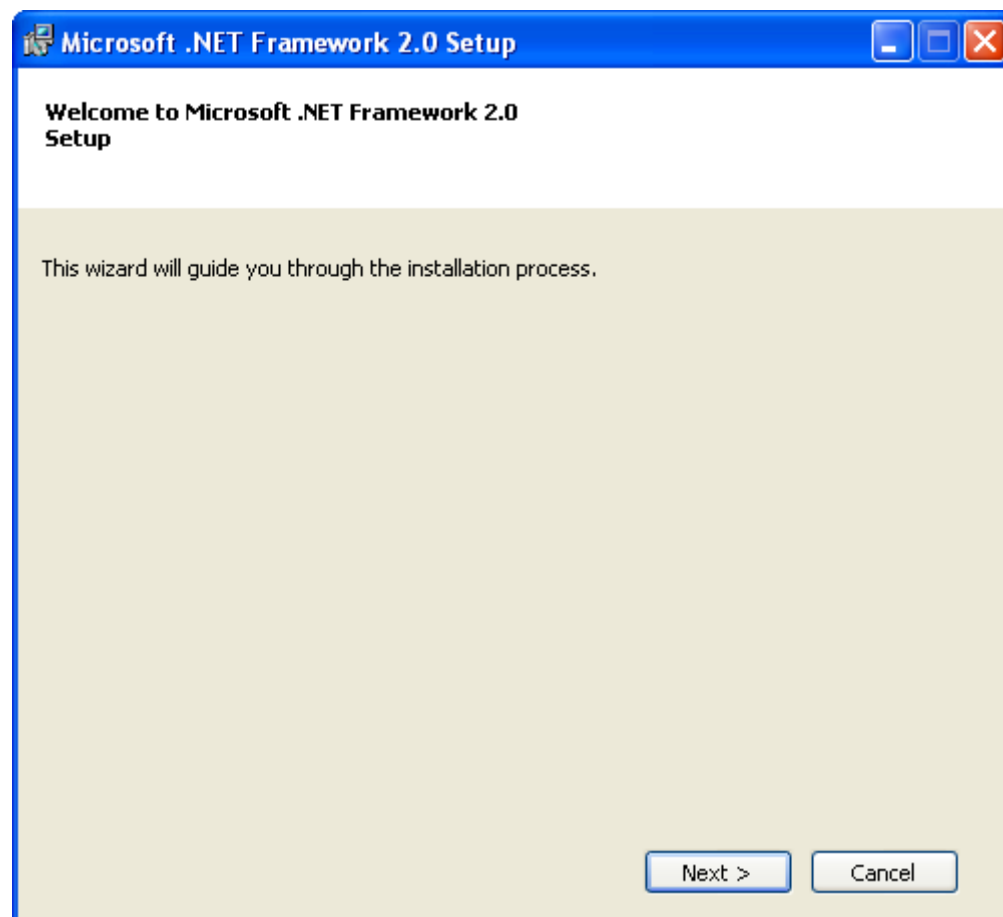 Microsoft .NET Framework 2.0 Setup
Welcome to Microsoft .NET Framework 2.0
Setup
This wizard will guide you through the installation process.
Next > Cancel